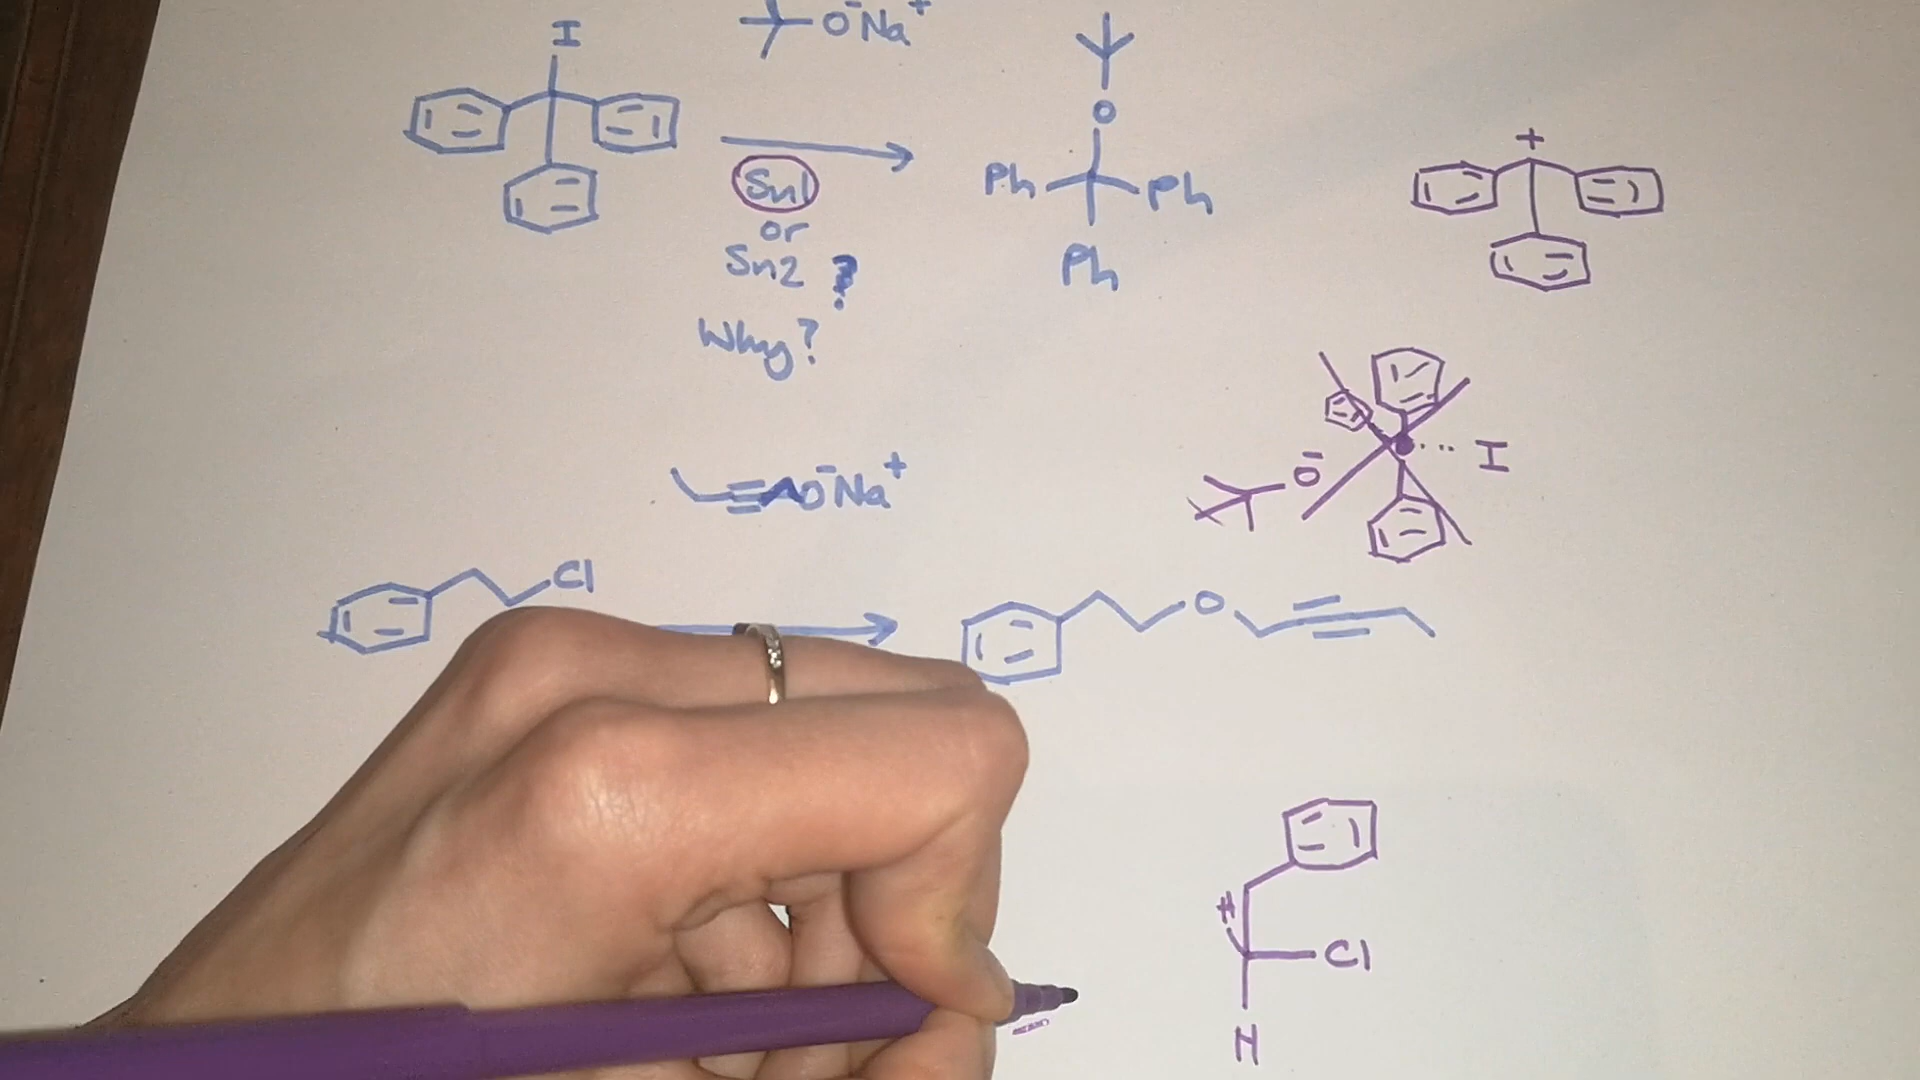 I
O⁻Na⁺
O
Ph
Ph
Ph
Sn1
or
Sn2 ?
Why?
+
O⁻
I
O⁻Na⁺
Cl
O
H
Cl
H